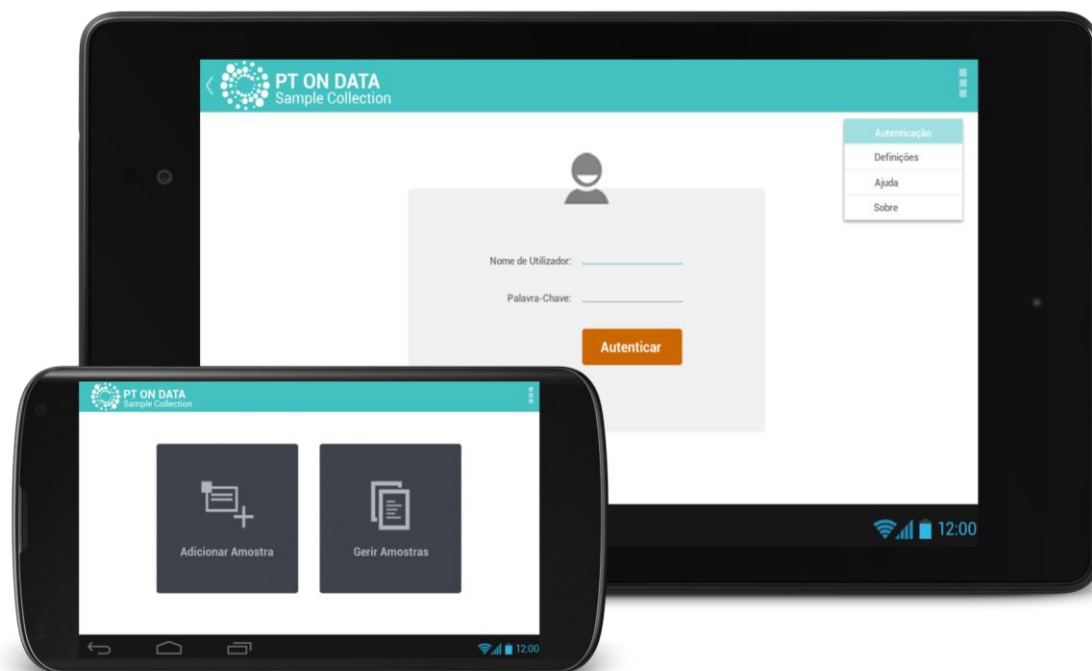 PT ON DATA
Sample Collection
Autenticação
Definições
Ajuda
Sobre
Nome de Utilizador:
Palavra-Chave:
Autenticar
12:00
PT ON DATA
Sample Collection
Adicionar Amostra
Gerir Amostras
12:00